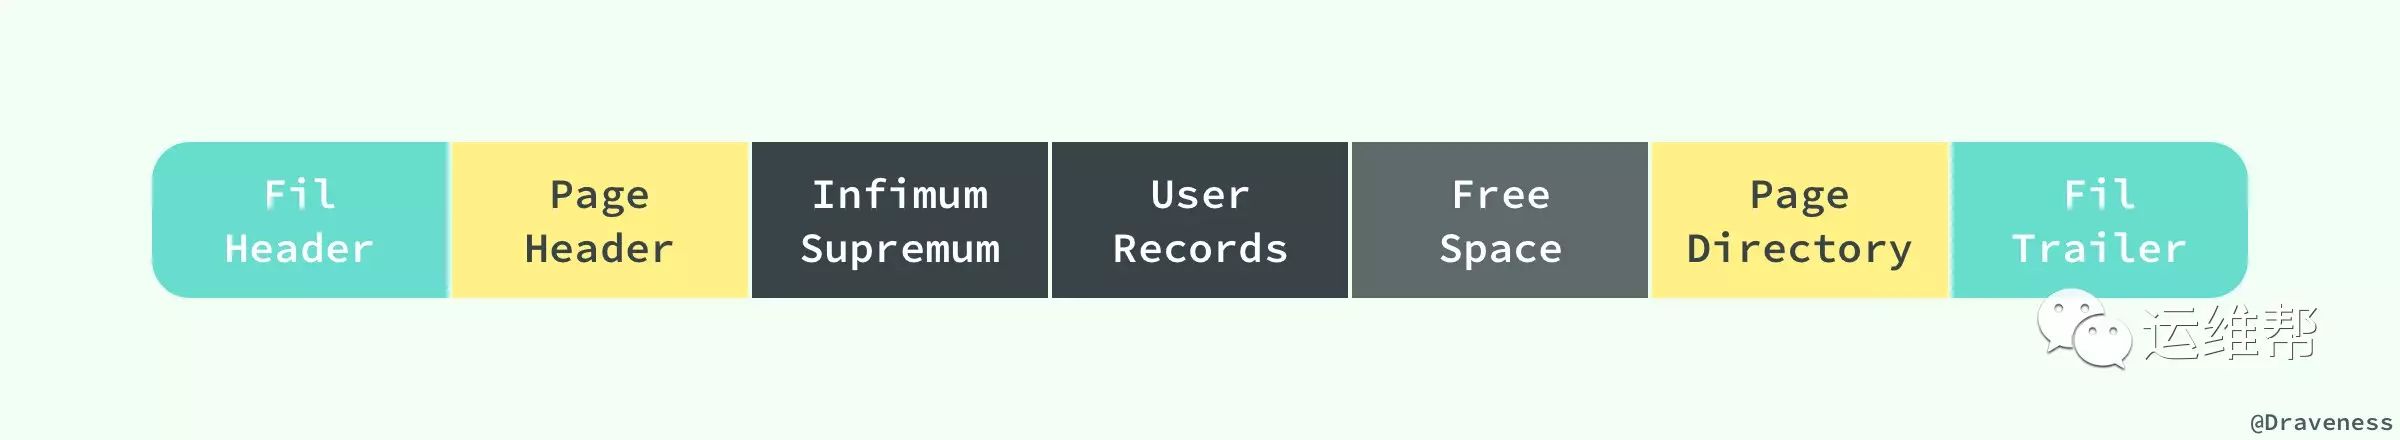 Fil
Header
Page
Header
Infimum
Supremum
User
Records
Free
Space
Page
Directory
Fil
Trailer
运维帮
@Draveness